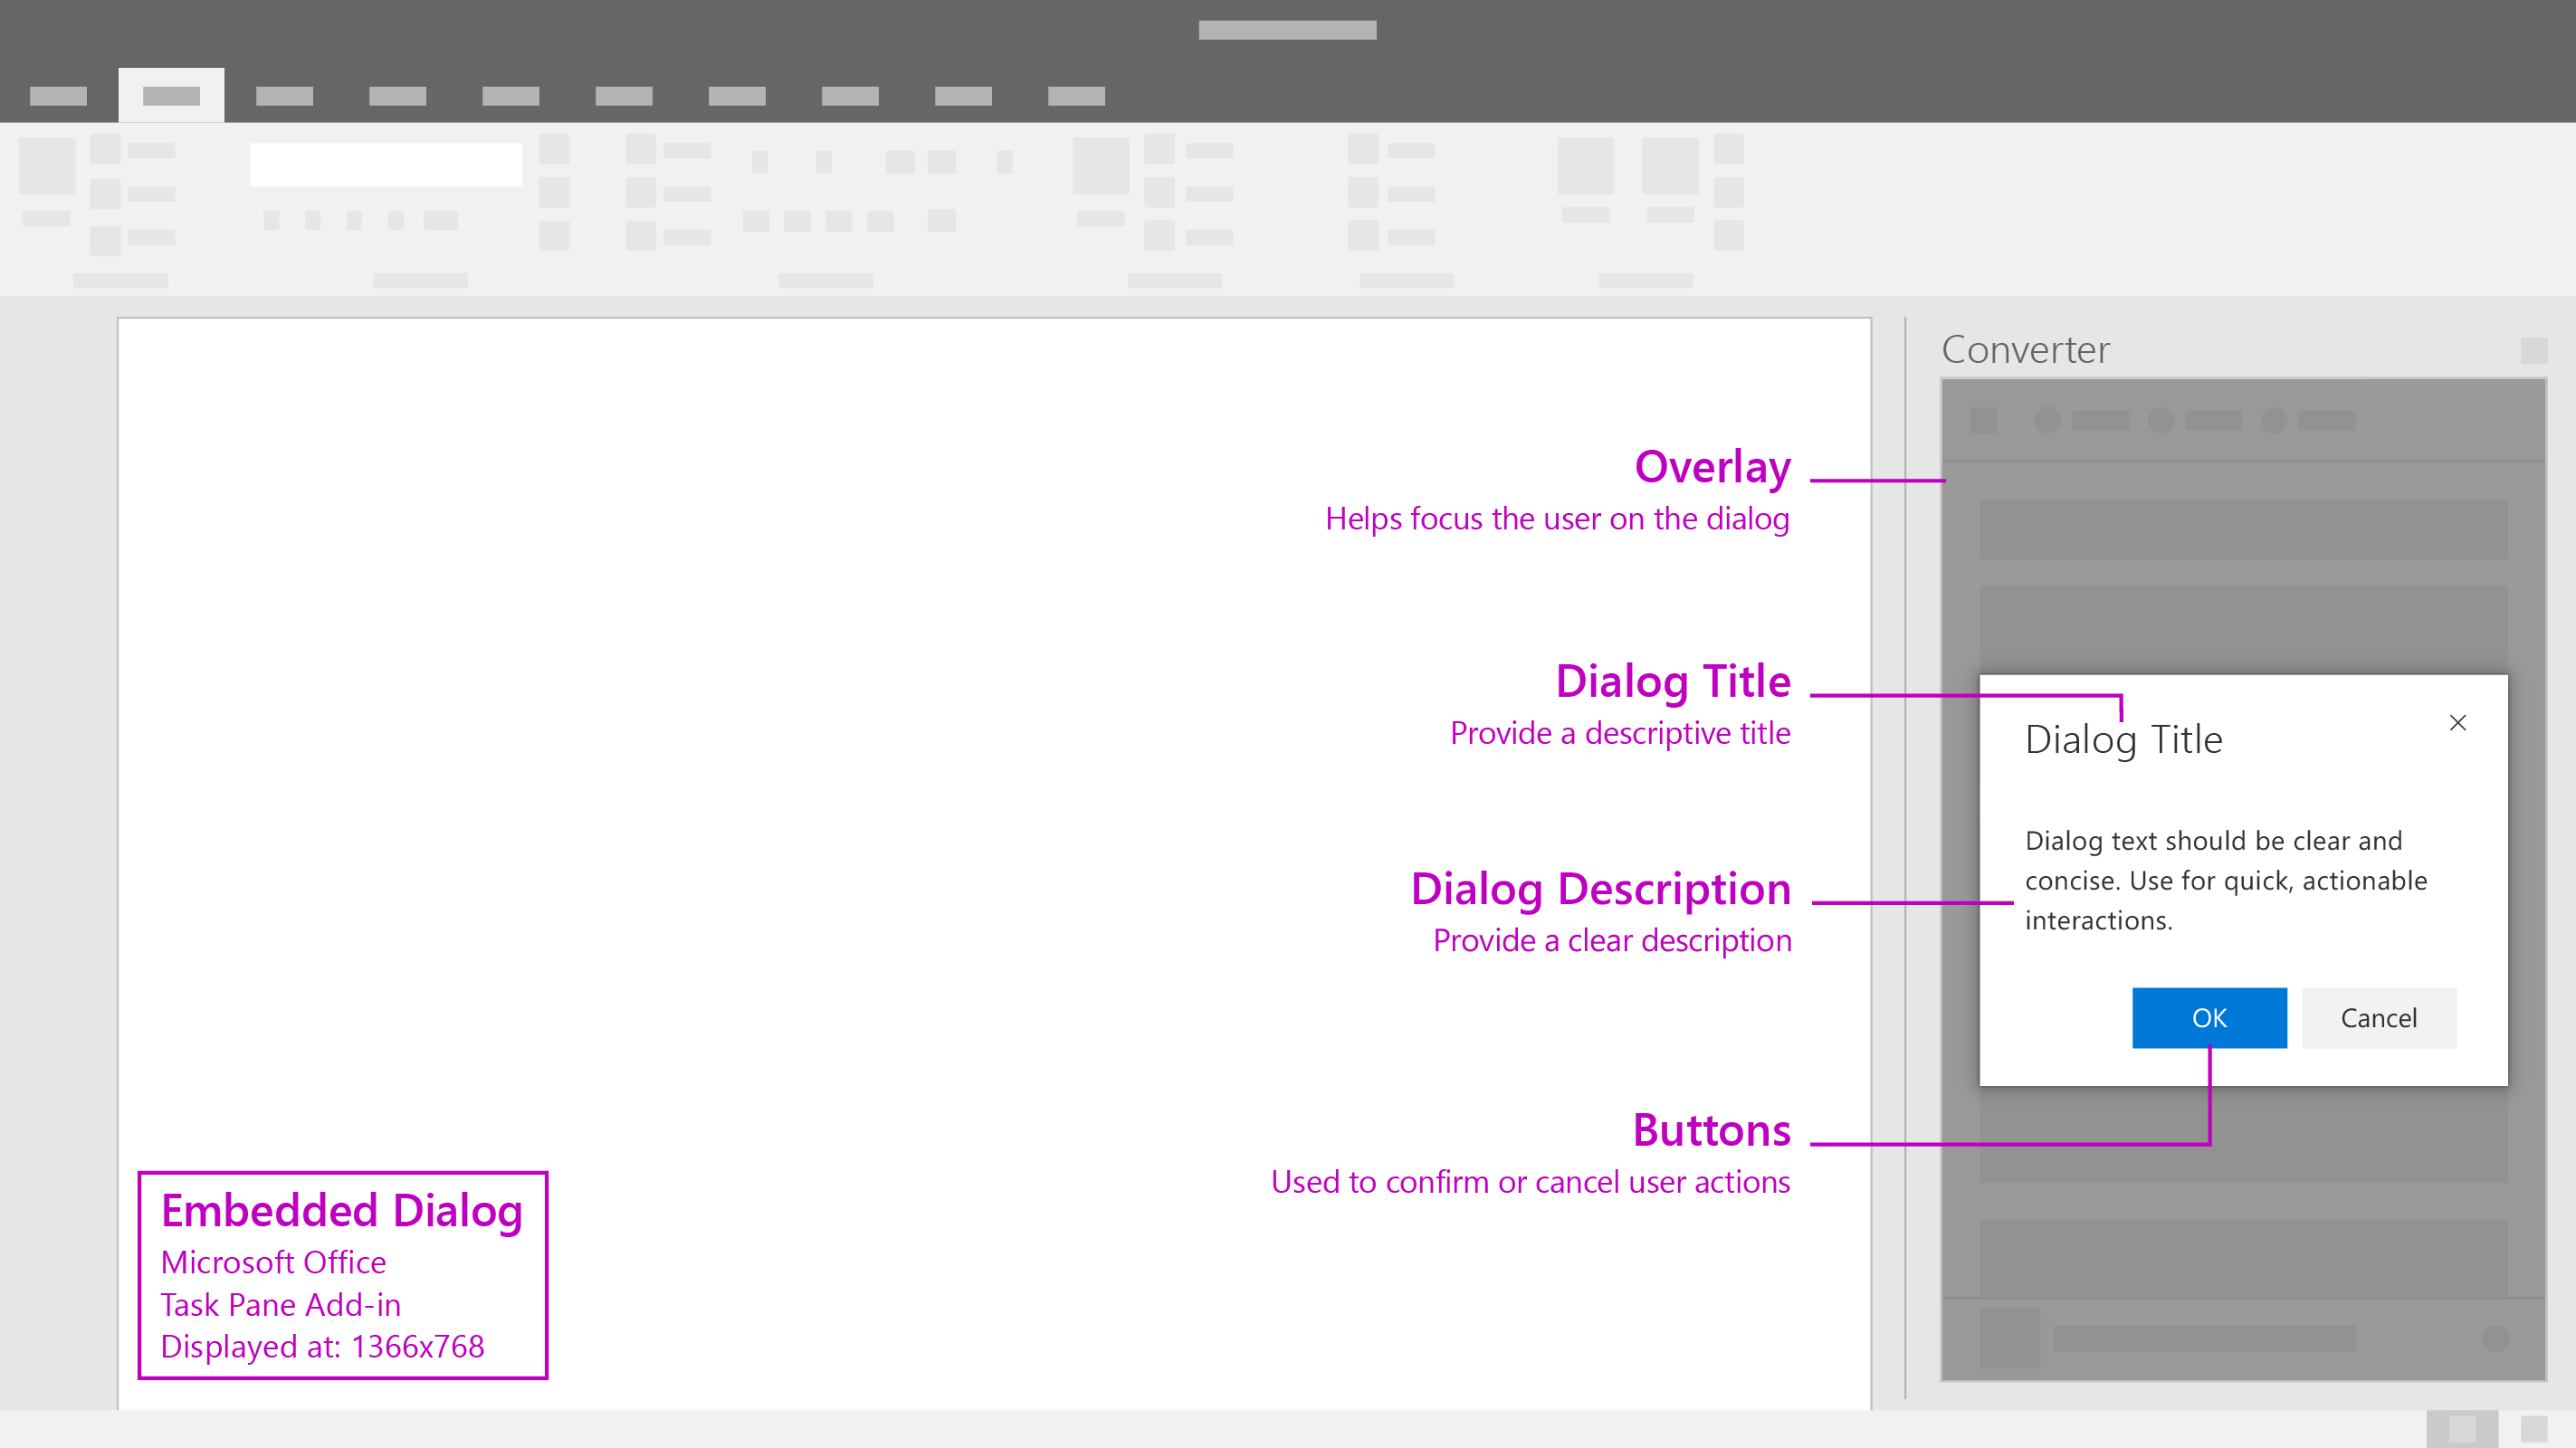 Converter
Overlay
Helps focus the user on the dialog
Dialog Title
Provide a descriptive title
Dialog Title
Dialog Description
Provide a clear description
Dialog text should be clear and
concise. Use for quick, actionable
interactions.
OK
Cancel
Buttons
Used to confirm or cancel user actions
Embedded Dialog
Microsoft Office
Task Pane Add-in
Displayed at: 1366x768